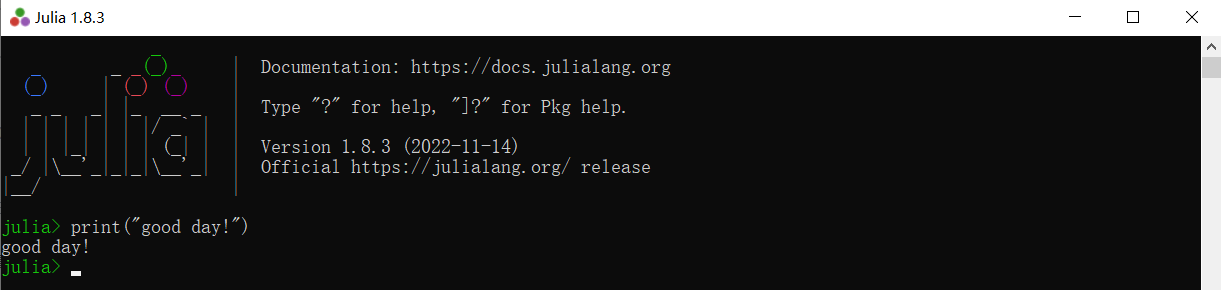 Julia 1.8.3
Documentation: https://docs.julialang.org
Type "?" for help, "]?" for Pkg help.
Version 1.8.3 (2022-11-14)
Official https://julialang.org/ release
julia
julia> print("good day!")
good day!
julia>